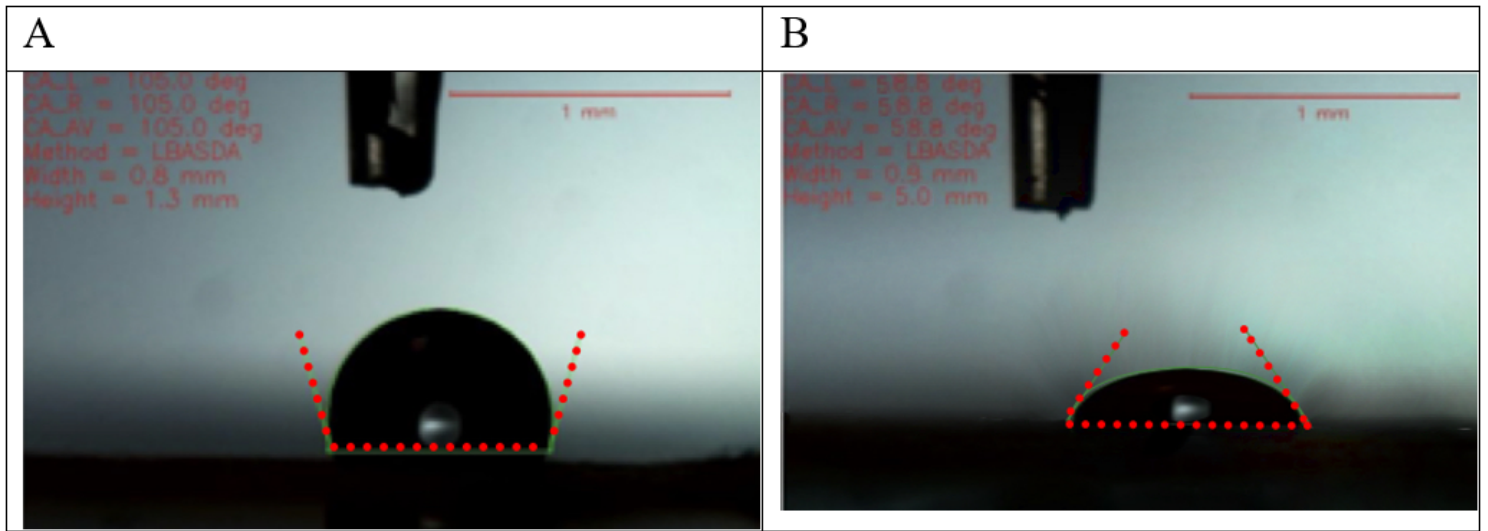 A
B
CA_L = 105.0 deg
CA_R = 105.0 deg
CA_AV = 105.0 deg
Method = LBASDA
Width = 0.8 mm
Height = 1.3 mm
1 mm
CA_L = 58.8 deg
CA_R = 58.8 deg
CA_AV = 58.8 deg
Method = LBASDA
Width = 0.9 mm
Height = 5.0 mm
1 mm